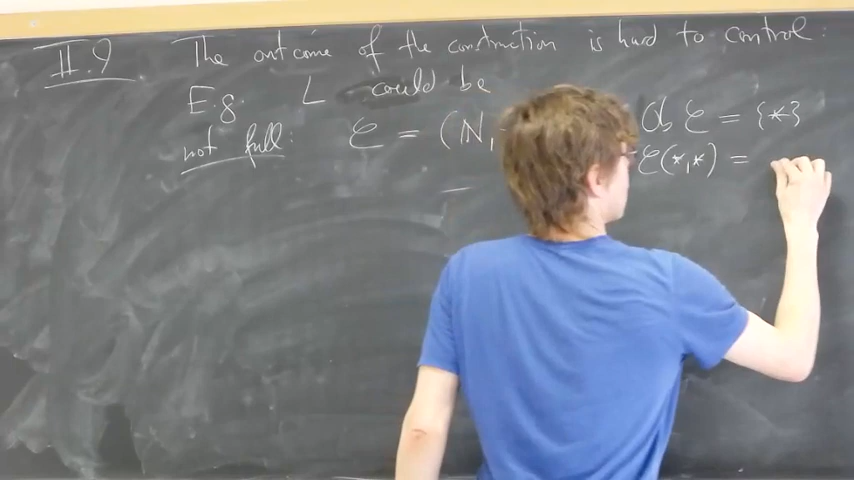 II.9 The outcome of the construction is hard to control:
E.g. L could be
not full: C = (N, Ob C = {*}
C(*,*) =